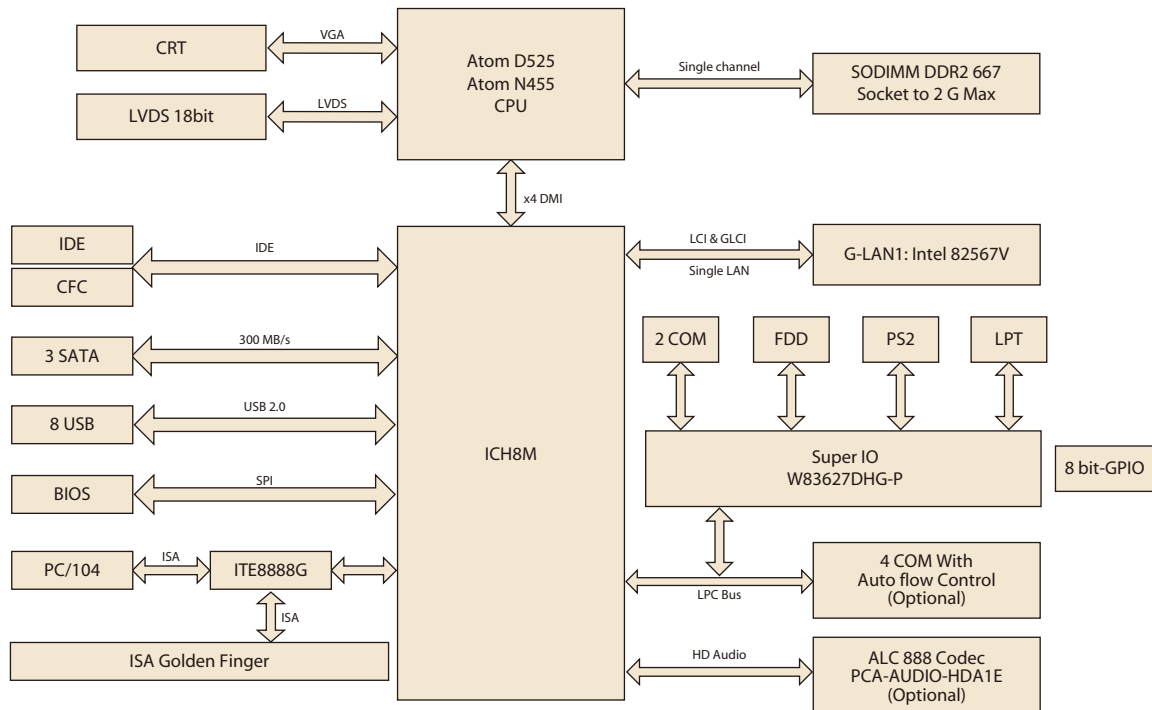 CRT
VGA
LVDS 18bit
LVDS
Atom D525
Atom N455
CPU
Single channel
SODIMM DDR2 667
Socket to 2 G Max
x4 DMI
IDE
CFC
IDE
3 SATA
300 MB/s
8 USB
USB 2.0
BIOS
SPI
PC/104
ISA
ITE8888G
ISA
ISA Golden Finger
ICH8M
LCI & GLCI
Single LAN
G-LAN1: Intel 82567V
2 COM
FDD
PS2
LPT
Super IO
W83627DHG-P
8 bit-GPIO
LPC Bus
4 COM With
Auto flow Control
(Optional)
HD Audio
ALC 888 Codec
PCA-AUDIO-HDA1E
(Optional)